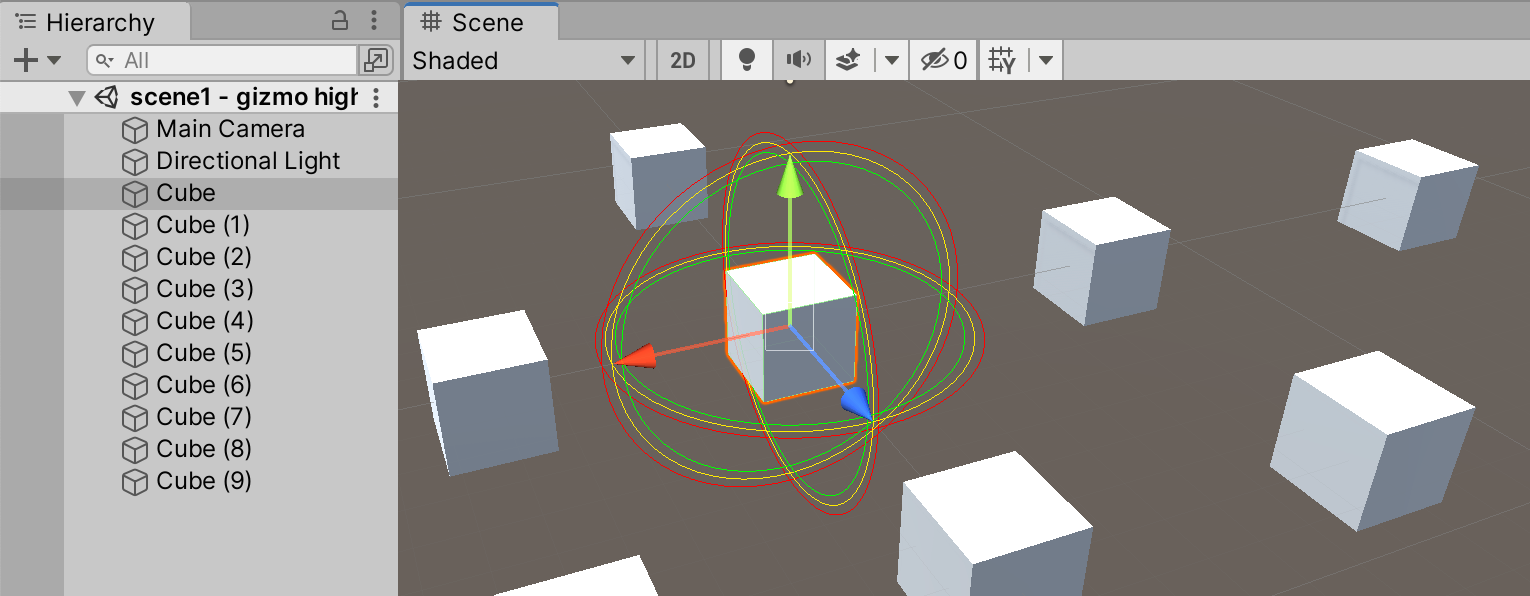 Hierarchy
All
scene1 - gizmo high
Main Camera
Directional Light
Cube
Cube (1)
Cube (2)
Cube (3)
Cube (4)
Cube (5)
Cube (6)
Cube (7)
Cube (8)
Cube (9)
Scene
Shaded 2D 0